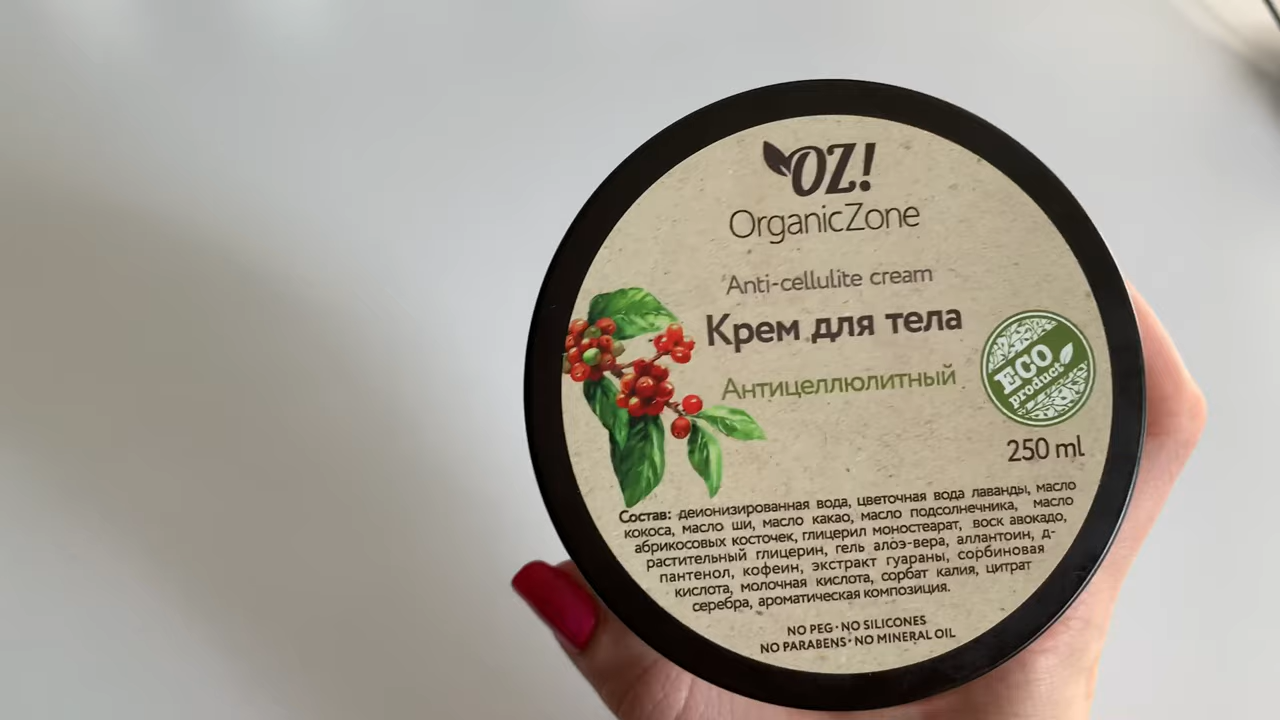 OZ!
OrganicZone
Anti-cellulite cream
Крем для тела
Антицеллюлитный
ECO
product
250 ml
Состав: деионизированная вода, цветочная вода лаванды, масло
кокоса, масло ши, масло какао, масло подсолнечника, масло
абрикосовых косточек, глицерил моностеарат, воск авокадо,
растительный глицерин, гель алоэ-вера, аллантоин, д-
пантенол, кофеин, экстракт гуараны, сорбиновая
кислота, молочная кислота, сорбат калия, цитрат
серебра, ароматическая композиция.
NO PEG · NO SILICONES
NO PARABENS · NO MINERAL OIL